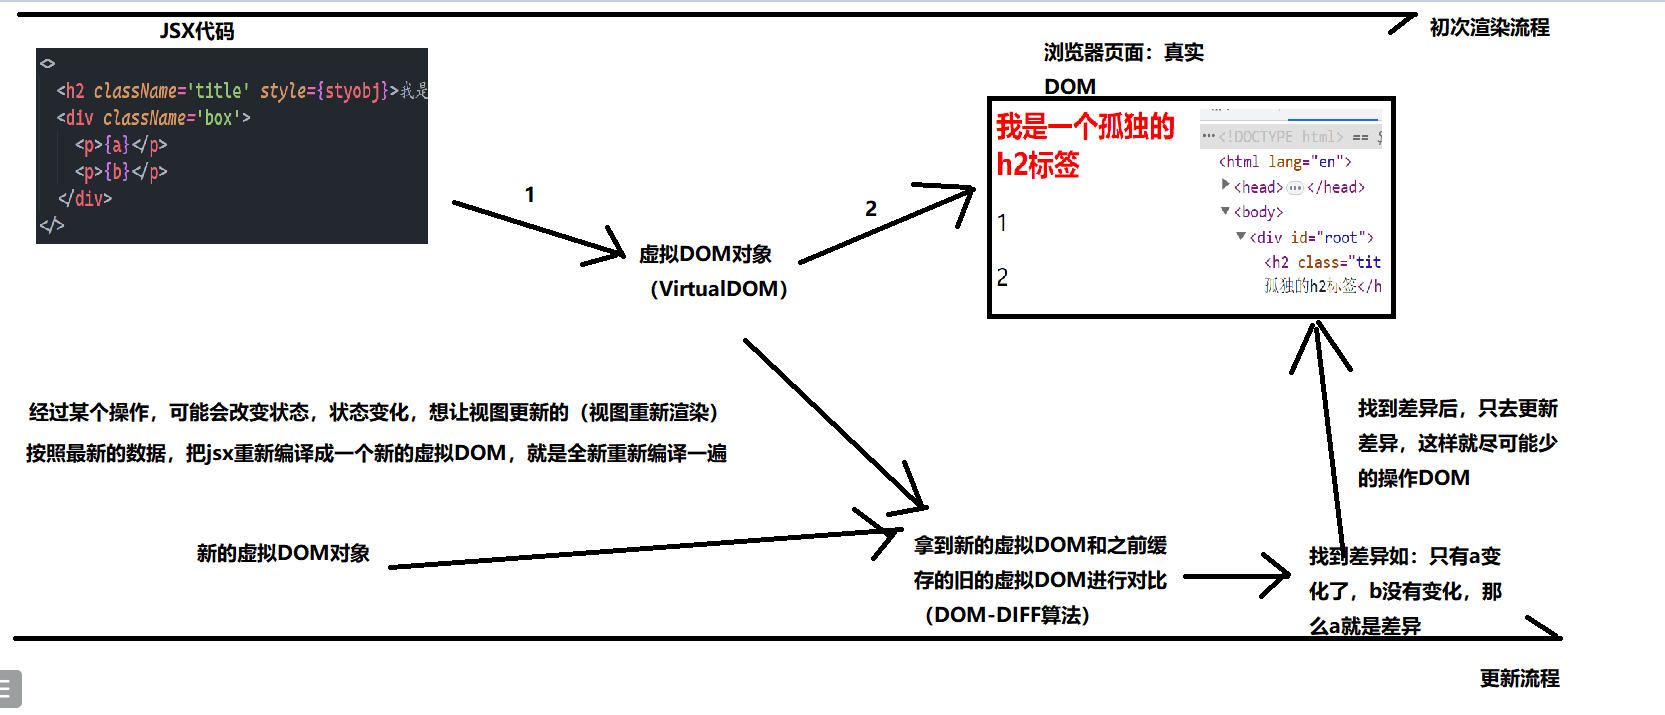 初次渲染流程
JSX代码
浏览器页面：真实
DOM
<>
<h2 className='title' style={styobj}>我是
<div className='box'>
<p>{a}</p>
<p>{b}</p>
</div>
</>
我是一个孤独的
h2标签
1
2
<!DOCTYPE html> ==
<html lang="en">
<head> </head>
<body>
<div id="root">
<h2 class="tit
孤独的h2标签</h
1
2
虚拟DOM对象
（VirtualDOM）
经过某个操作，可能会改变状态，状态变化，想让视图更新的（视图重新渲染）
按照最新的数据，把jsx重新编译成一个新的虚拟DOM，就是全新重新编译一遍
找到差异后，只去更新
差异，这样就尽可能少
的操作DOM
新的虚拟DOM对象
拿到新的虚拟DOM和之前缓
存的旧的虚拟DOM进行对比
（DOM-DIFF算法）
找到差异如：只有a变
化了，b没有变化，那
么a就是差异
更新流程